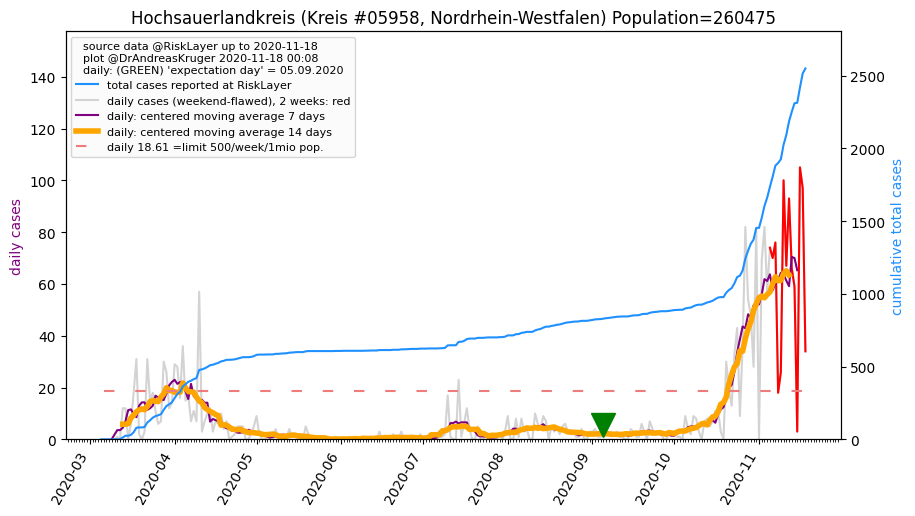 Hochsauerlandkreis (Kreis #05958, Nordrhein-Westfalen) Population=260475
source data @RiskLayer up to 2020-11-18
plot @DrAndreasKruger 2020-11-18 00:08
daily: (GREEN) 'expectation day' = 05.09.2020
total cases reported at RiskLayer
daily cases (weekend-flawed), 2 weeks: red
daily: centered moving average 7 days
daily: centered moving average 14 days
daily 18.61 =limit 500/week/1mio pop.
daily cases
140
120
100
80
60
40
20
0
cumulative total cases
2500
2000
1500
1000
500
0
2020-03
2020-04
2020-05
2020-06
2020-07
2020-08
2020-09
2020-10
2020-11